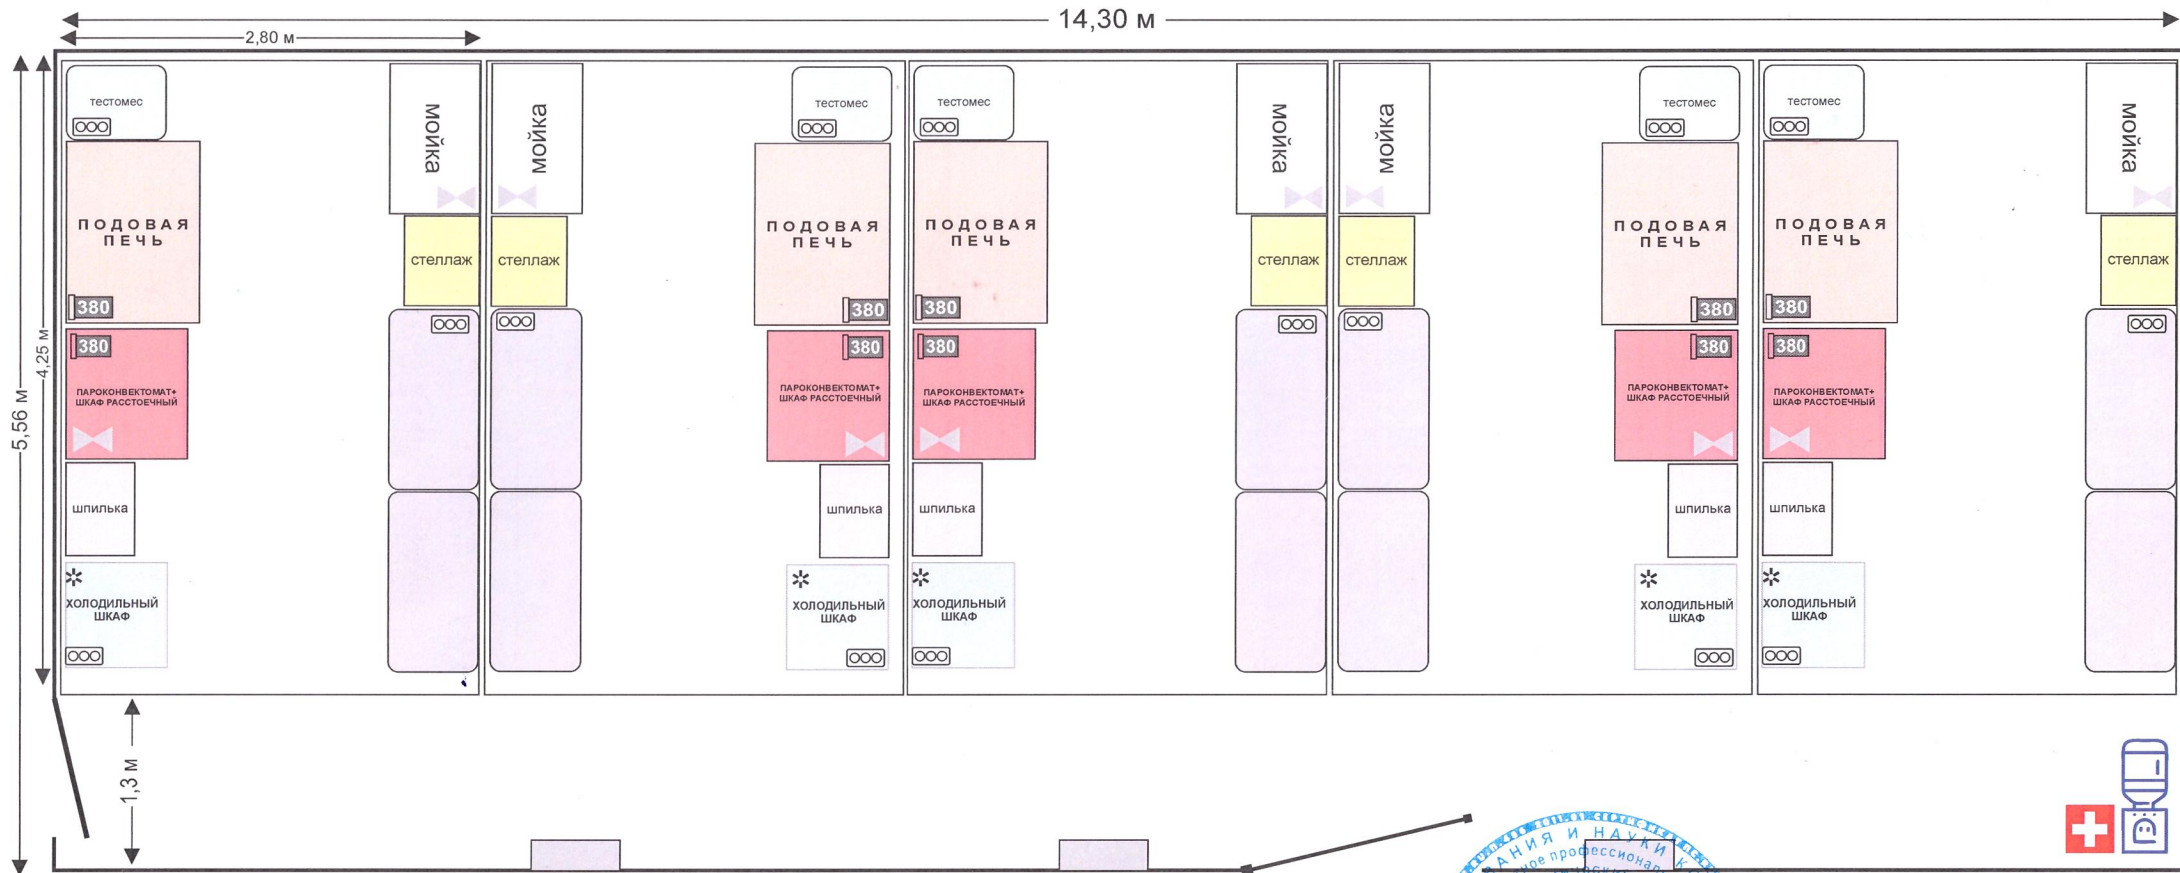 14,30 м
2,80 м
5,56 м
4,25 м
1,3 м
тестомес
мойка
мойка
тестомес
тестомес
мойка
мойка
тестомес
тестомес
мойка
ПОДОВАЯ
ПЕЧЬ
380
стеллаж
стеллаж
ПОДОВАЯ
ПЕЧЬ
380
ПОДОВАЯ
ПЕЧЬ
380
стеллаж
стеллаж
ПОДОВАЯ
ПЕЧЬ
380
ПОДОВАЯ
ПЕЧЬ
380
стеллаж
380
ПАРОКОНВЕКТОМАТ+
ШКАФ РАССТОЕЧНЫЙ
380
ПАРОКОНВЕКТОМАТ+
ШКАФ РАССТОЕЧНЫЙ
380
ПАРОКОНВЕКТОМАТ+
ШКАФ РАССТОЕЧНЫЙ
380
ПАРОКОНВЕКТОМАТ+
ШКАФ РАССТОЕЧНЫЙ
380
ПАРОКОНВЕКТОМАТ+
ШКАФ РАССТОЕЧНЫЙ
шпилька
шпилька
шпилька
шпилька
шпилька
ХОЛОДИЛЬНЫЙ
ШКАФ
ХОЛОДИЛЬНЫЙ
ШКАФ
ХОЛОДИЛЬНЫЙ
ШКАФ
ХОЛОДИЛЬНЫЙ
ШКАФ
ХОЛОДИЛЬНЫЙ
ШКАФ
И НАУКИ